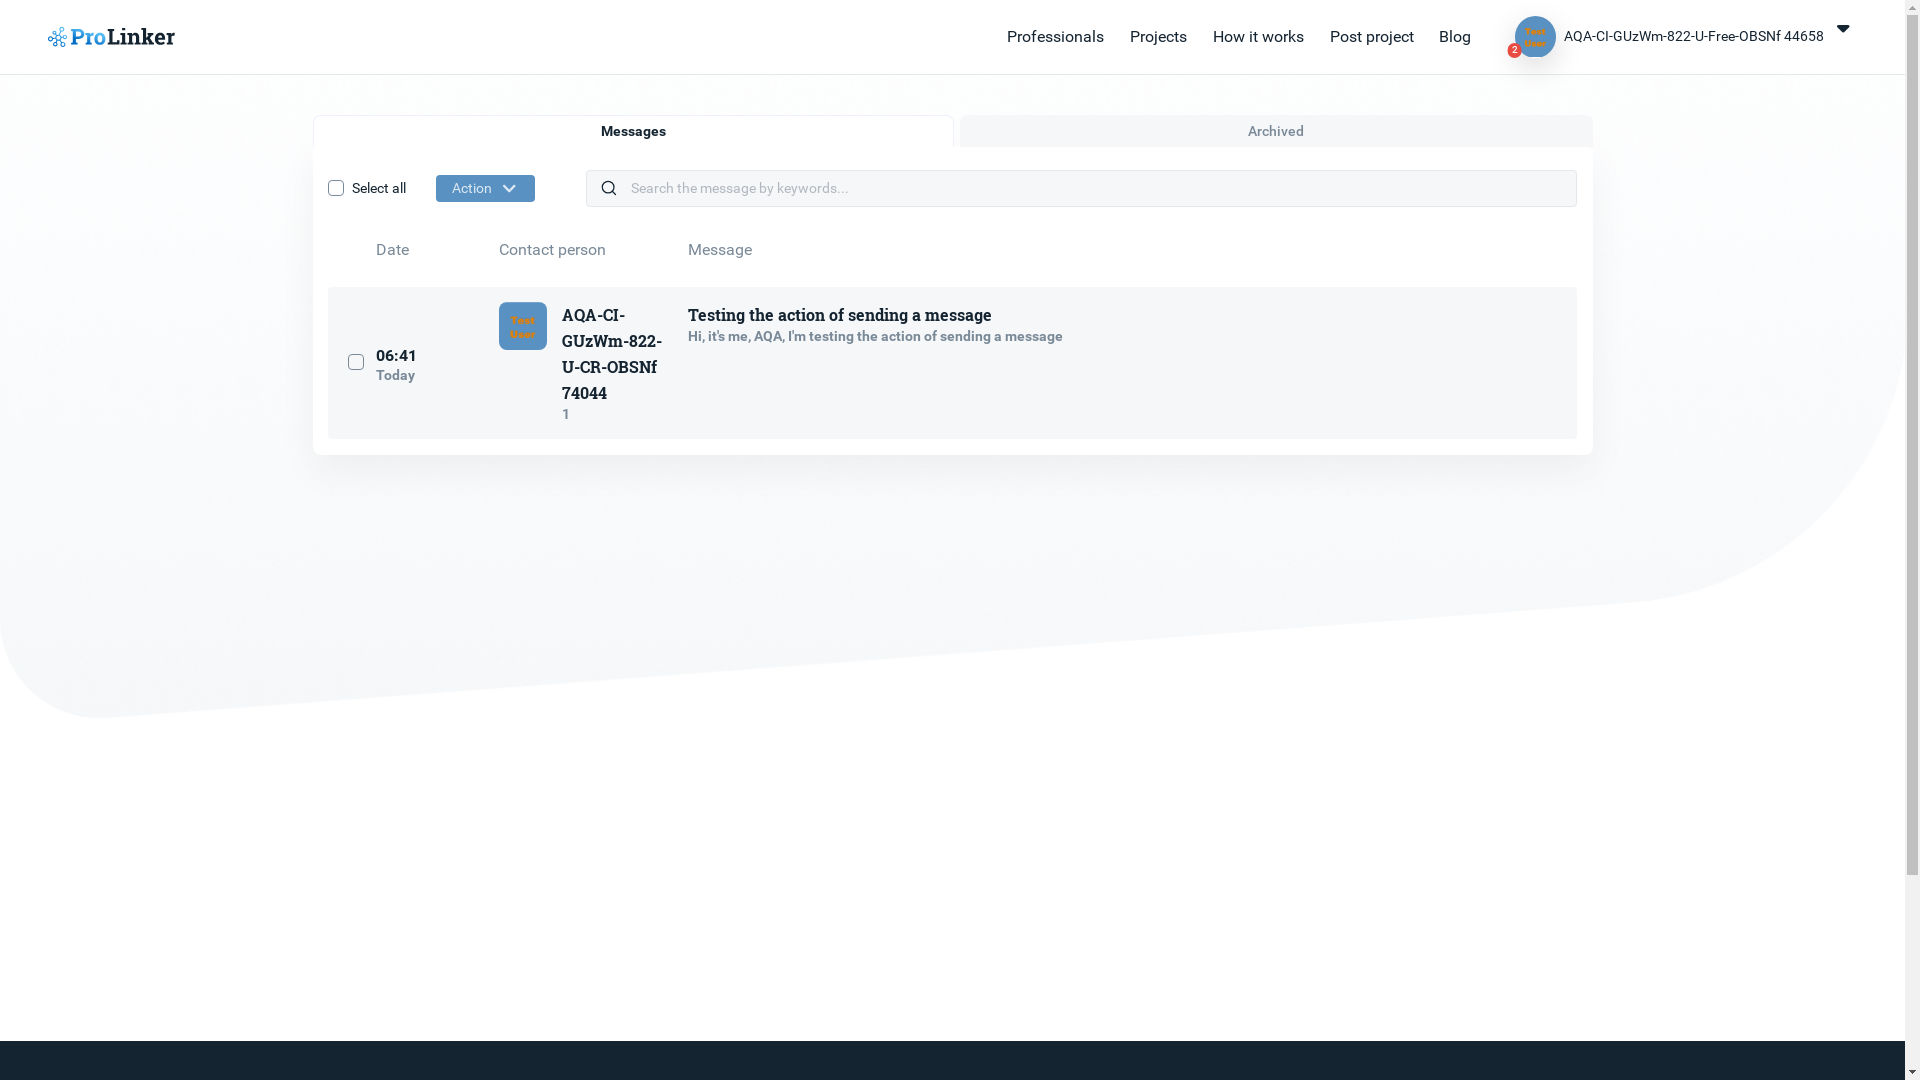 ProLinker
Professionals
Projects
How it works
Post project
Blog
Test
User
2
AQA-CI-GUzWm-822-U-Free-OBSNf 44658
Messages
Archived
Select all
Action
Search the message by keywords...
Date
Contact person
Message
06:41
Today
Test
User
AQA-CI-
GUzWm-822-
U-CR-OBSNf
74044
1
Testing the action of sending a message
Hi, it's me, AQA, I'm testing the action of sending a message